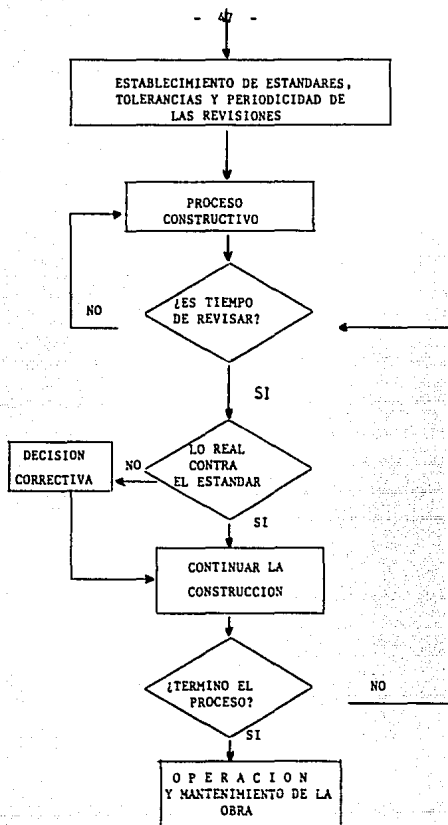 - 47 -
ESTABLECIMIENTO DE ESTANDARES,
TOLERANCIAS Y PERIODICIDAD DE
LAS REVISIONES
PROCESO
CONSTRUCTIVO
¿ES TIEMPO
DE REVISAR?
NO
SI
LO REAL
CONTRA
EL ESTANDAR
NO
DECISION
CORRECTIVA
SI
CONTINUAR LA
CONSTRUCCION
¿TERMINO EL
PROCESO?
NO
SI
O P E R A C I O N
Y MANTENIMIENTO DE LA
OBRA